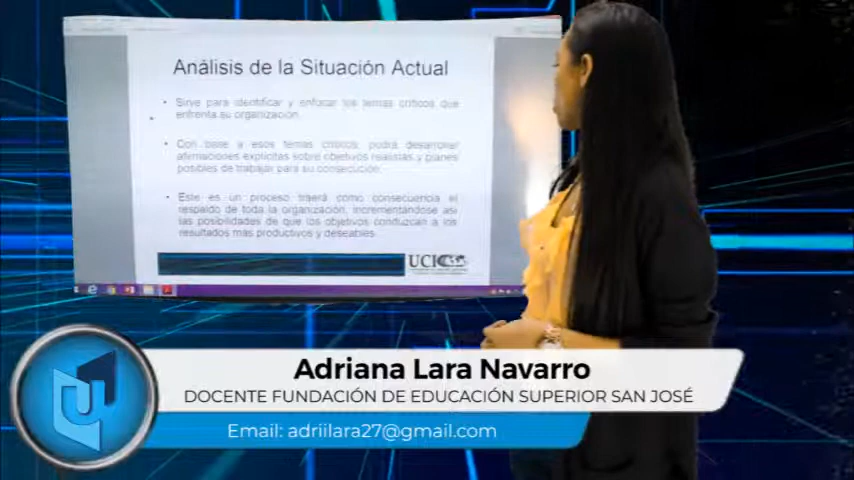 Análisis de la Situación Actual
• Sirve para identificar y enfocar los temas críticos que
enfrenta su organización.
• Con base a esos temas críticos, podrá desarrollar
afirmaciones explícitas sobre objetivos realistas y planes
posibles de trabajar para su consecución.
• Este es un proceso traerá como consecuencia el
respaldo de toda la organización, incrementándose así
las posibilidades de que los objetivos conduzcan a los
resultados más productivos y deseables.
UCI
Adriana Lara Navarro
DOCENTE FUNDACIÓN DE EDUCACIÓN SUPERIOR SAN JOSÉ
Email: adriilara27@gmail.com